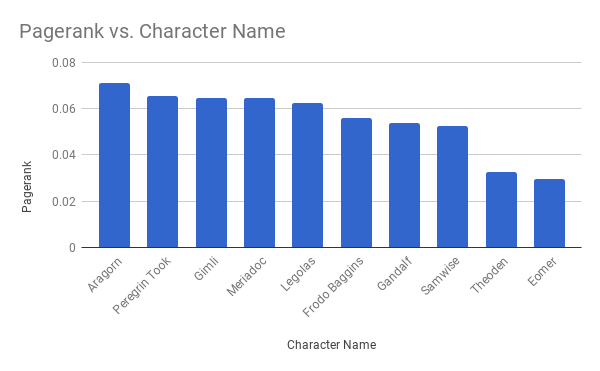 Pagerank vs. Character Name
0.08
0.06
0.04
0.02
0
Pagerank
Aragorn
Peregrin Took
Gimli
Meriadoc
Legolas
Frodo Baggins
Gandalf
Samwise
Theoden
Eomer
Character Name